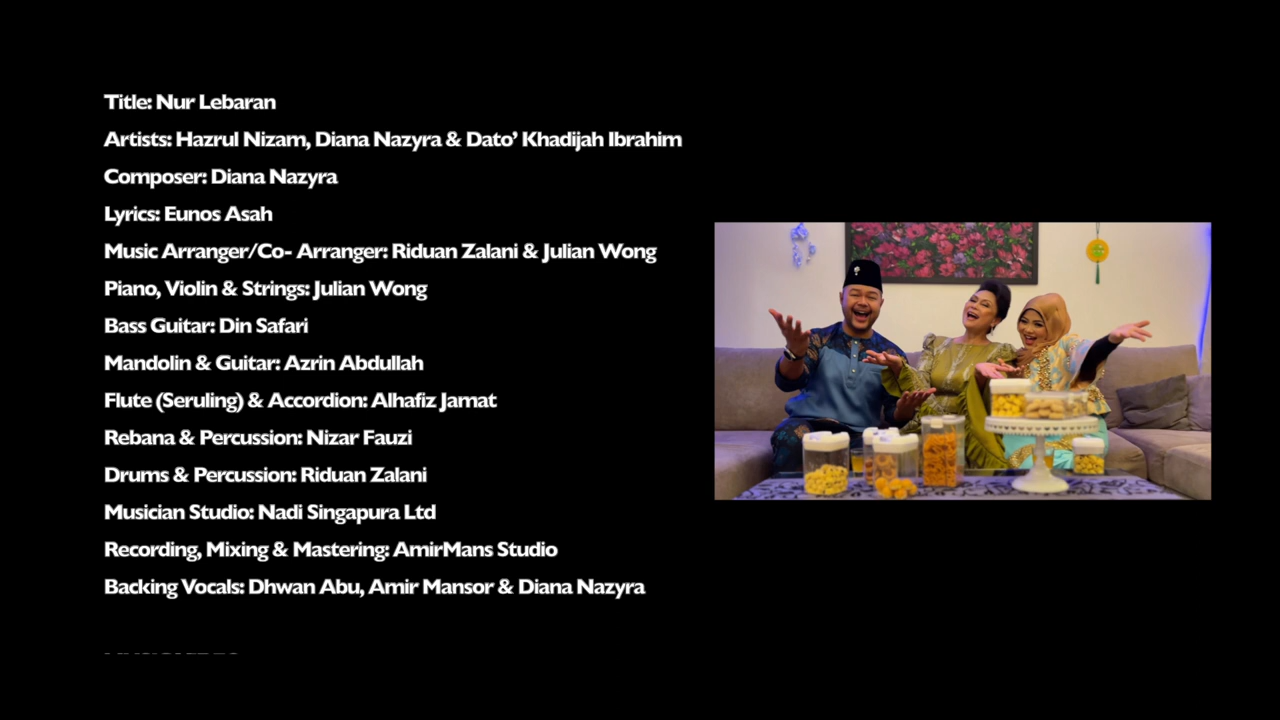 Title: Nur Lebaran
Artists: Hazrul Nizam, Diana Nazyra & Dato’ Khadijah Ibrahim
Composer: Diana Nazyra
Lyrics: Eunos Asah
Music Arranger/Co- Arranger: Riduan Zalani & Julian Wong
Piano, Violin & Strings: Julian Wong
Bass Guitar: Din Safari
Mandolin & Guitar: Azrin Abdullah
Flute (Seruling) & Accordion: Alhafiz Jamat
Rebana & Percussion: Nizar Fauzi
Drums & Percussion: Riduan Zalani
Musician Studio: Nadi Singapura Ltd
Recording, Mixing & Mastering: AmirMans Studio
Backing Vocals: Dhwan Abu, Amir Mansor & Diana Nazyra